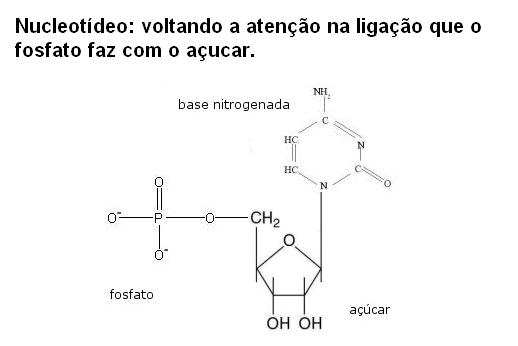 Nucleotídeo: voltando a atenção na ligação que o
fosfato faz com o açucar.
base nitrogenada
NH2
C
HC
N
HC
C
N
O
O
O-
P
O
CH2
O-
O
fosfato
OH OH
açúcar